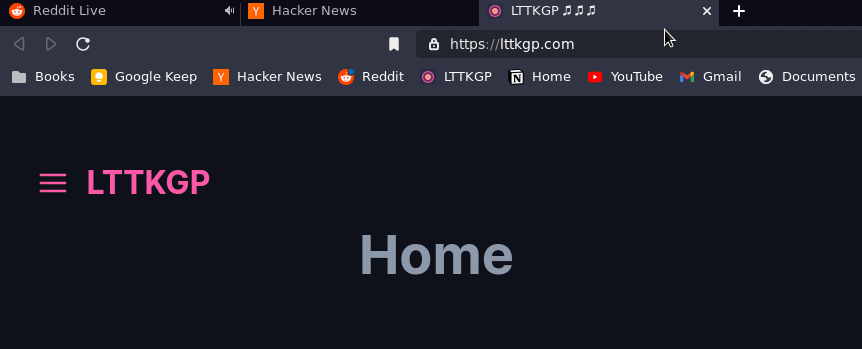 Reddit Live Hacker News LTTKGP ♫♫♫
https://lttkgp.com
Books Google Keep Hacker News Reddit LTTKGP Home YouTube Gmail Documents
LTTKGP
Home